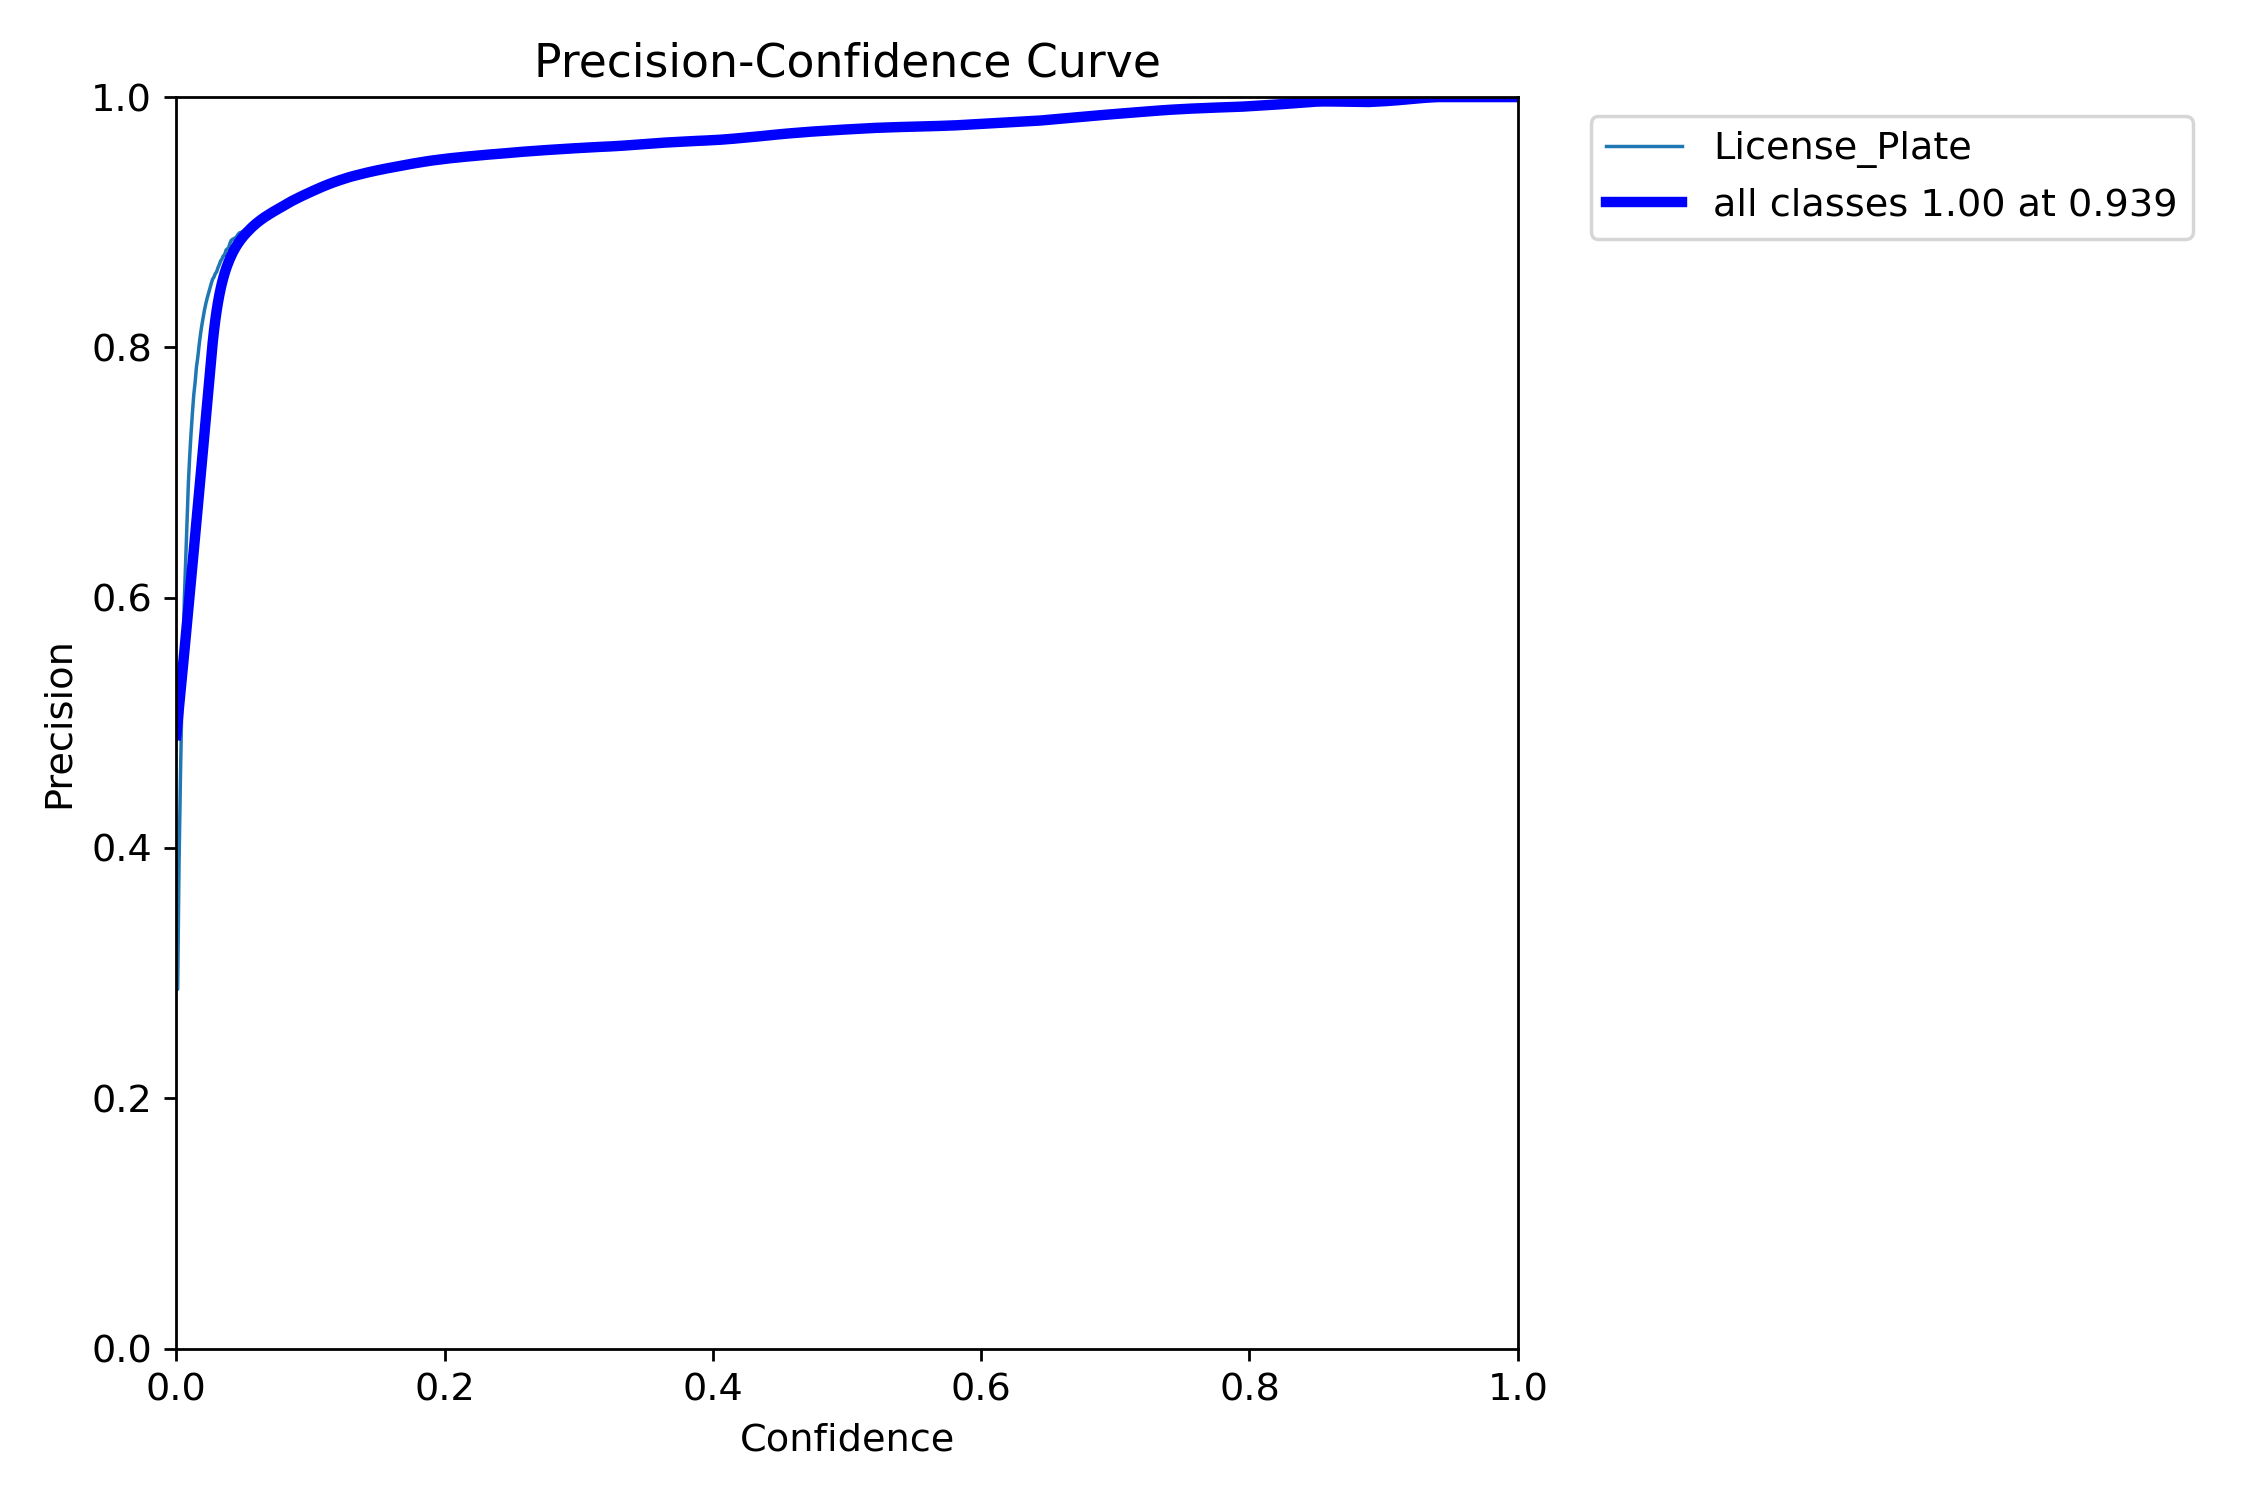 Precision-Confidence Curve
1.0
0.8
0.6
0.4
0.2
0.0
Precision
0.0 0.2 0.4 0.6 0.8 1.0
Confidence
License_Plate
all classes 1.00 at 0.939